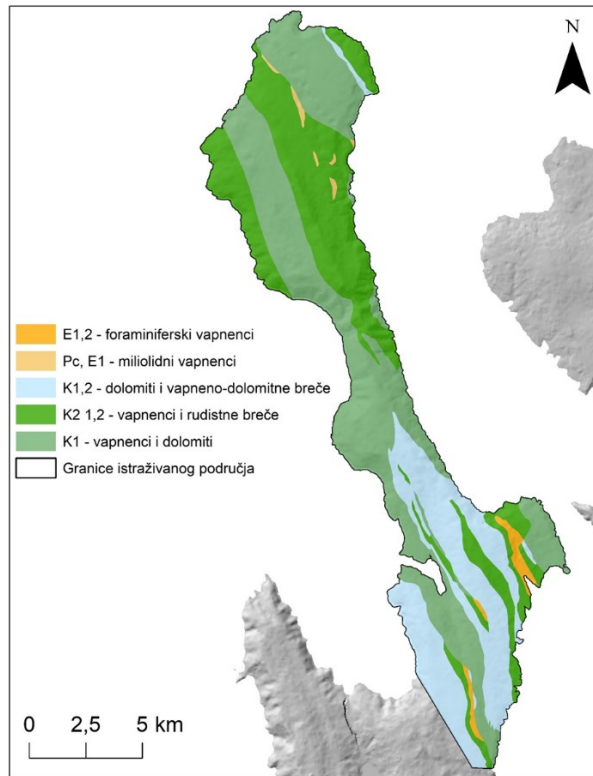 N
E1,2 - foraminiferski vapnenci
Pc, E1 - miliolidni vapnenci
K1,2 - dolomiti i vapneno-dolomitne breče
K2 1,2 - vapnenci i rudistne breče
K1 - vapnenci i dolomiti
Granice istraživanog područja
0 2,5 5 km